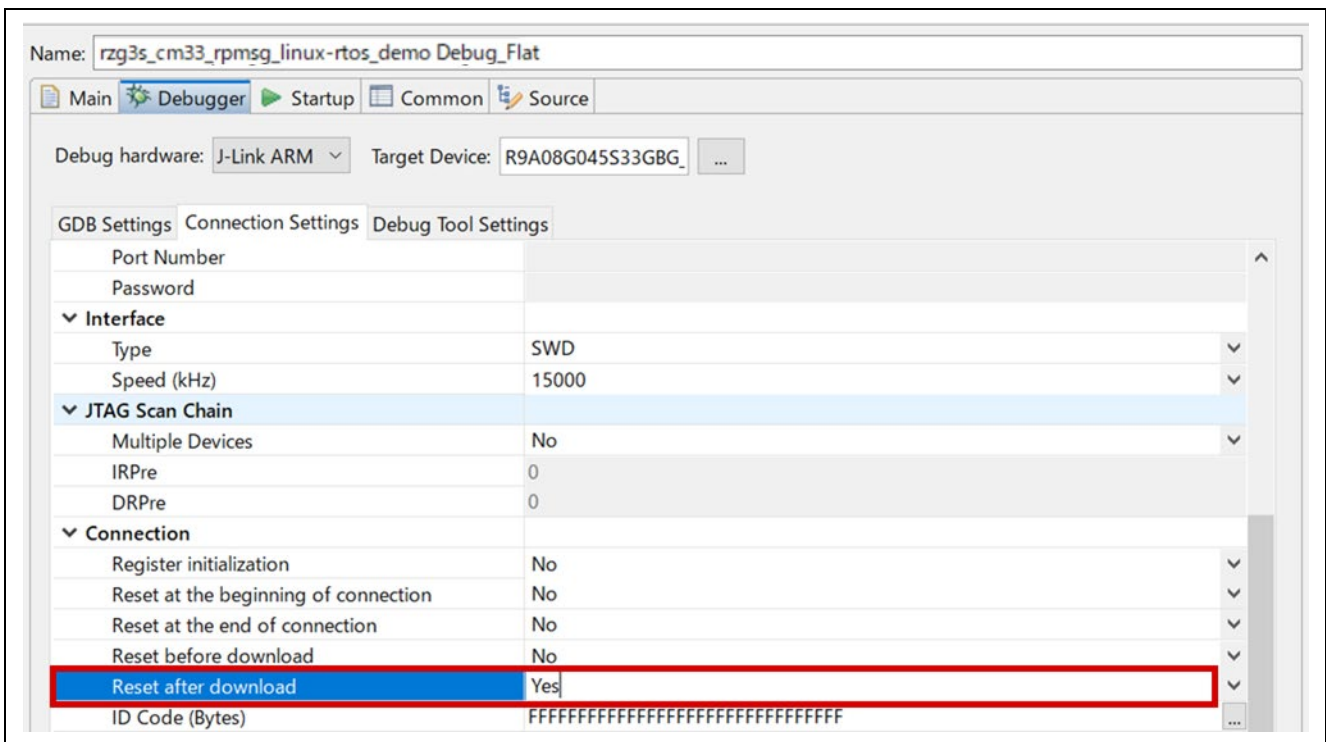 Name: rzg3s_cm33_rpmsg_linux-rtos_demo Debug_Flat
Main Debugger Startup Common Source
Debug hardware: J-Link ARM Target Device: R9A08G045S33GBG_ ...
GDB Settings Connection Settings Debug Tool Settings
Port Number
Password
Interface
Type SWD
Speed (kHz) 15000
JTAG Scan Chain
Multiple Devices No
IRPre 0
DRPre 0
Connection
Register initialization No
Reset at the beginning of connection No
Reset at the end of connection No
Reset before download No
Reset after download Yes
ID Code (Bytes) FFFFFFFFFFFFFFFFFFFFFFFFFFFFFFFF ...